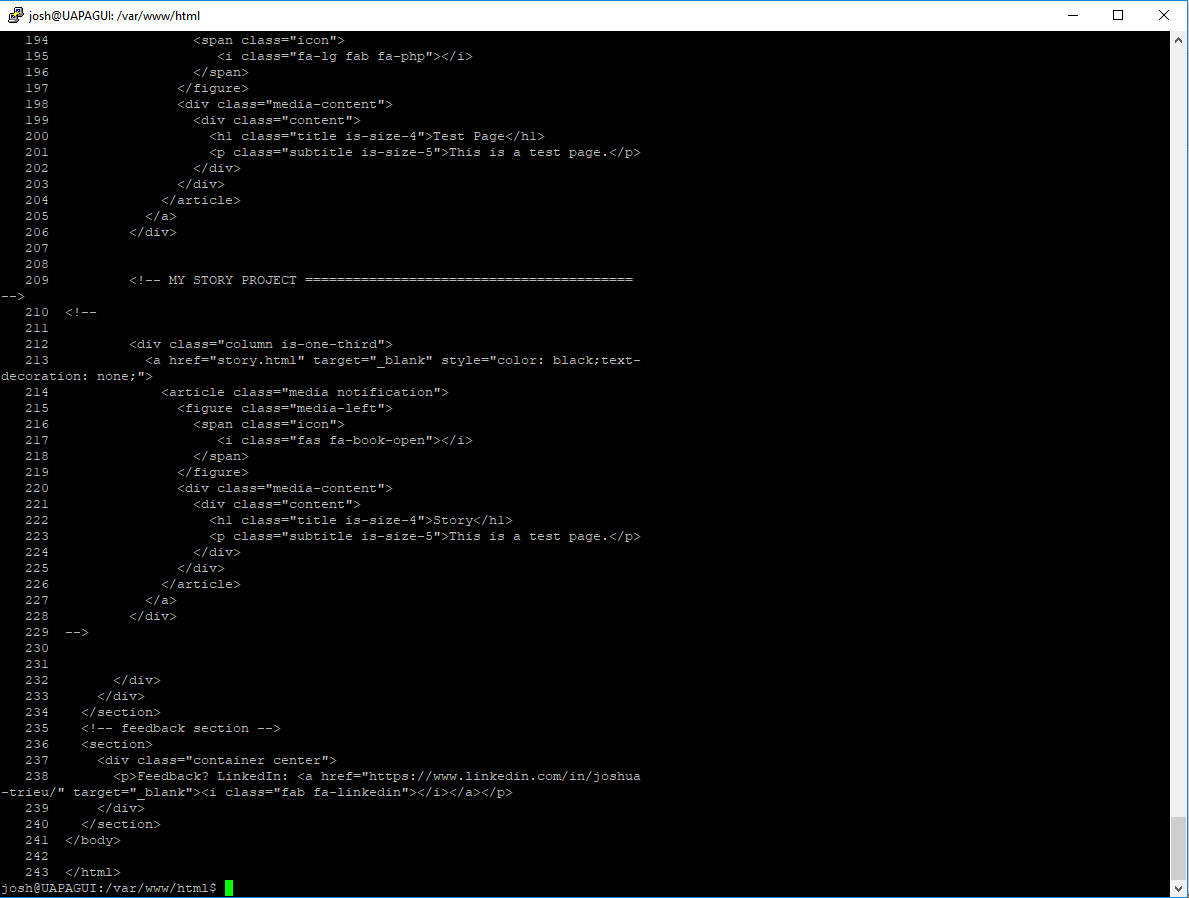 josh@UAPAGUI: /var/www/html
194                  <span class="icon">
195                     <i class="fa-lg fab fa-php"></i>
196                  </span>
197                </figure>
198                <div class="media-content">
199                  <div class="content">
200                    <h1 class="title is-size-4">Test Page</h1>
201                    <p class="subtitle is-size-5">This is a test page.</p>
202                  </div>
203                </div>
204              </article>
205            </a>
206          </div>
207
208
209          <!-- MY STORY PROJECT =========================================
-->
210  <!--
211
212          <div class="column is-one-third">
213            <a href="story.html" target="_blank" style="color: black;text-
decoration: none;">
214              <article class="media notification">
215                <figure class="media-left">
216                  <span class="icon">
217                     <i class="fas fa-book-open"></i>
218                  </span>
219                </figure>
220                <div class="media-content">
221                  <div class="content">
222                    <h1 class="title is-size-4">Story</h1>
223                    <p class="subtitle is-size-5">This is a test page.</p>
224                  </div>
225                </div>
226              </article>
227            </a>
228          </div>
229  -->
230
231
232        </div>
233      </div>
234    </section>
235    <!-- feedback section -->
236    <section>
237      <div class="container center">
238        <p>Feedback? LinkedIn: <a href="https://www.linkedin.com/in/joshua
-trieu/" target="_blank"><i class="fab fa-linkedin"></i></a></p>
239      </div>
240    </section>
241  </body>
242
243  </html>
josh@UAPAGUI:/var/www/html$